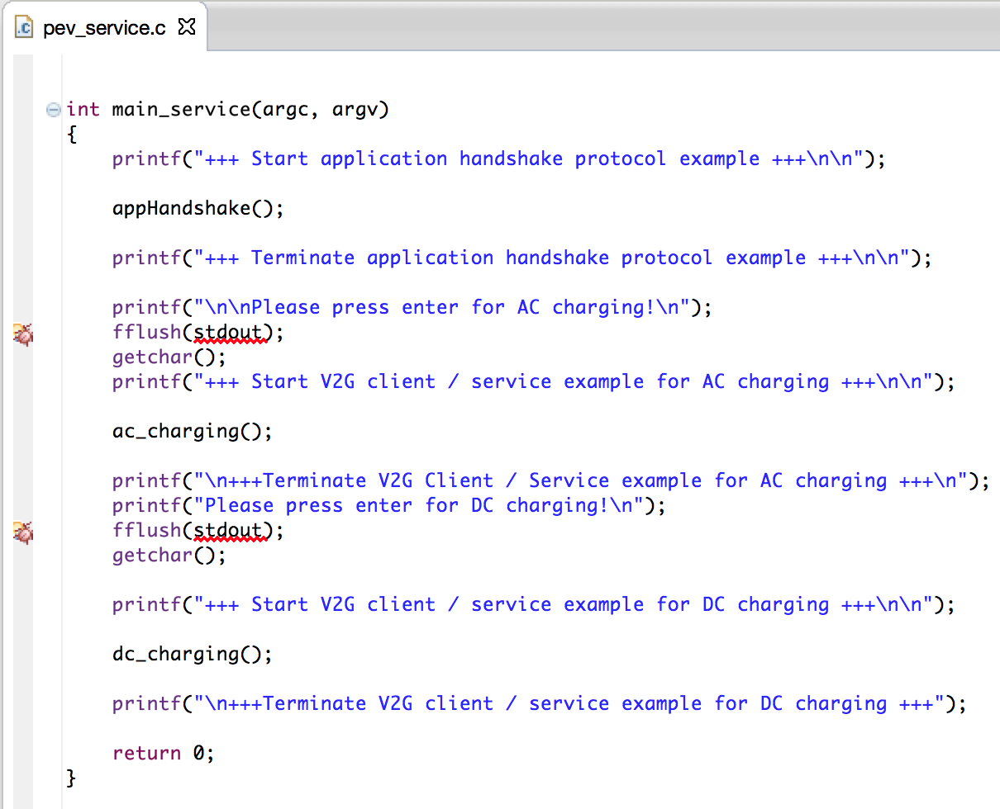 .c pev_service.c
int main_service(argc, argv)
{
    printf("+++ Start application handshake protocol example +++\n\n");
    appHandshake();
    printf("+++ Terminate application handshake protocol example +++\n\n");
    printf("\n\nPlease press enter for AC charging!\n");
    fflush(stdout);
    getchar();
    printf("+++ Start V2G client / service example for AC charging +++\n\n");
    ac_charging();
    printf("\n+++Terminate V2G Client / Service example for AC charging +++\n");
    printf("Please press enter for DC charging!\n");
    fflush(stdout);
    getchar();
    printf("+++ Start V2G client / service example for DC charging +++\n\n");
    dc_charging();
    printf("\n+++Terminate V2G client / service example for DC charging +++");
    return 0;
}